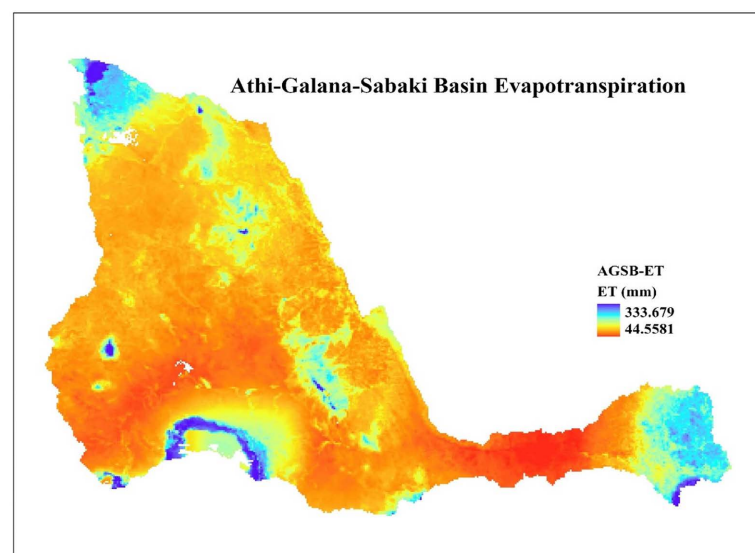 Athi-Galana-Sabaki Basin Evapotranspiration
AGSB-ET
ET (mm)
333.679
44.5581